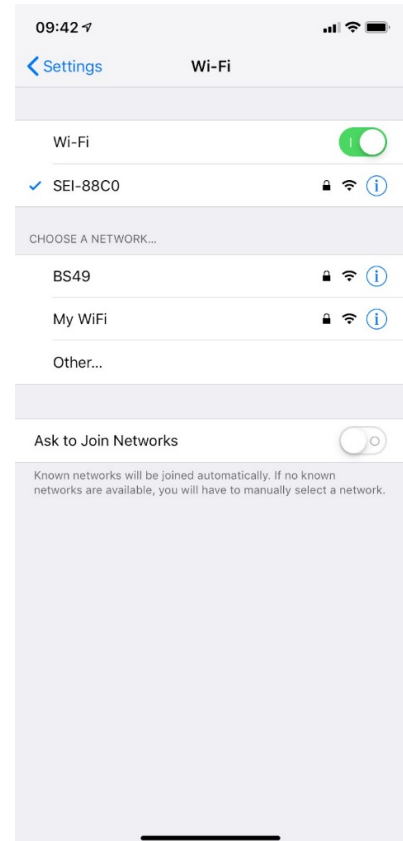 09:42
Settings
Wi-Fi
Wi-Fi
SEI-88C0
CHOOSE A NETWORK...
BS49
My WiFi
Other...
Ask to Join Networks
Known networks will be joined automatically. If no known
networks are available, you will have to manually select a network.